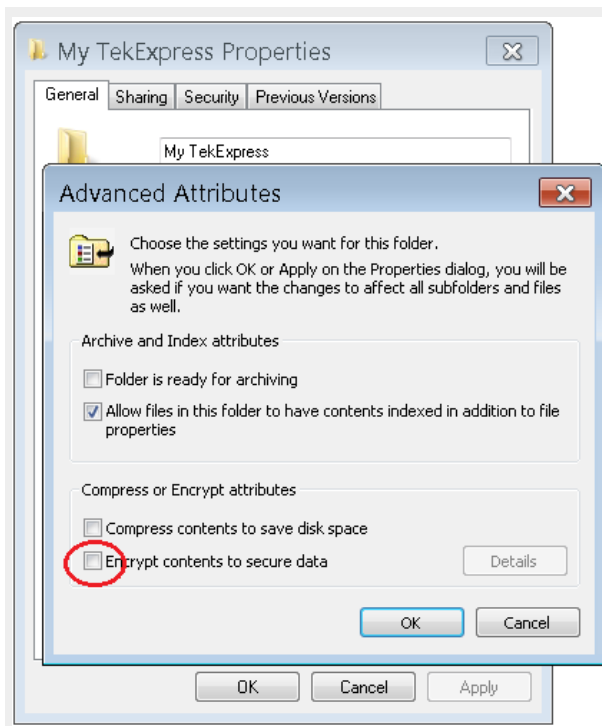 My TekExpress Properties
General Sharing Security Previous Versions
My TekExpress
Advanced Attributes
Choose the settings you want for this folder.
When you click OK or Apply on the Properties dialog, you will be
asked if you want the changes to affect all subfolders and files
as well.
Archive and Index attributes
Folder is ready for archiving
Allow files in this folder to have contents indexed in addition to file
properties
Compress or Encrypt attributes
Compress contents to save disk space
Encrypt contents to secure data Details
OK Cancel
OK Cancel Apply